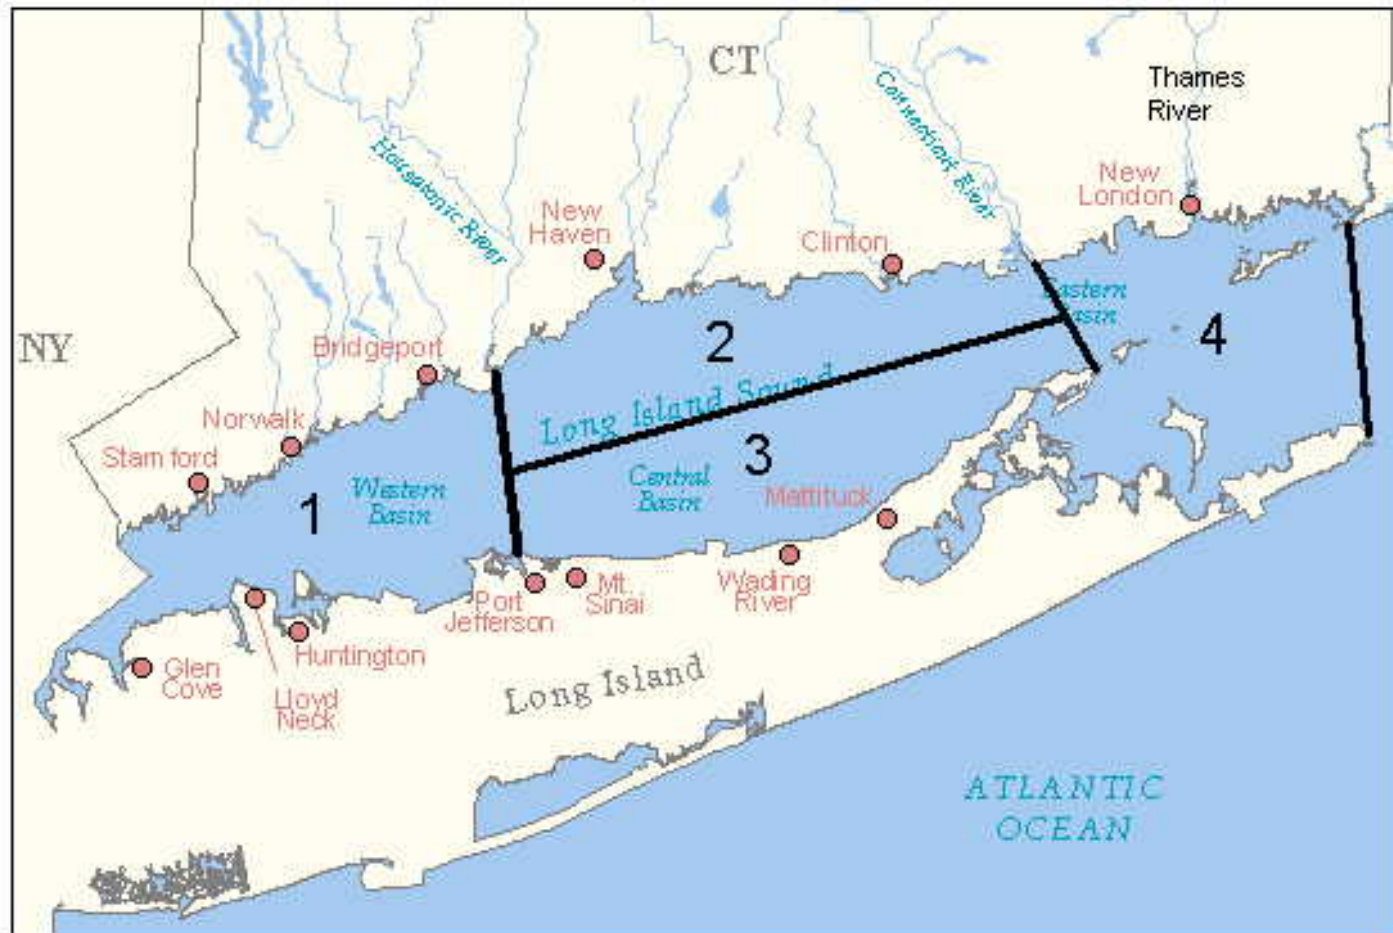 CT
Thames
River
Connecticut River
Housatonic River
New
London
New
Haven
Clinton
Eastern
Basin
NY
Bridgeport
2
4
Long Island Sound
Norwalk
Stamford
3
Western
Basin
1
Central
Basin
Mattituck
Port
Jefferson
Mt.
Sinai
Wading
River
Huntington
Glen
Cove
Lloyd
Neck
Long Island
ATLANTIC
OCEAN